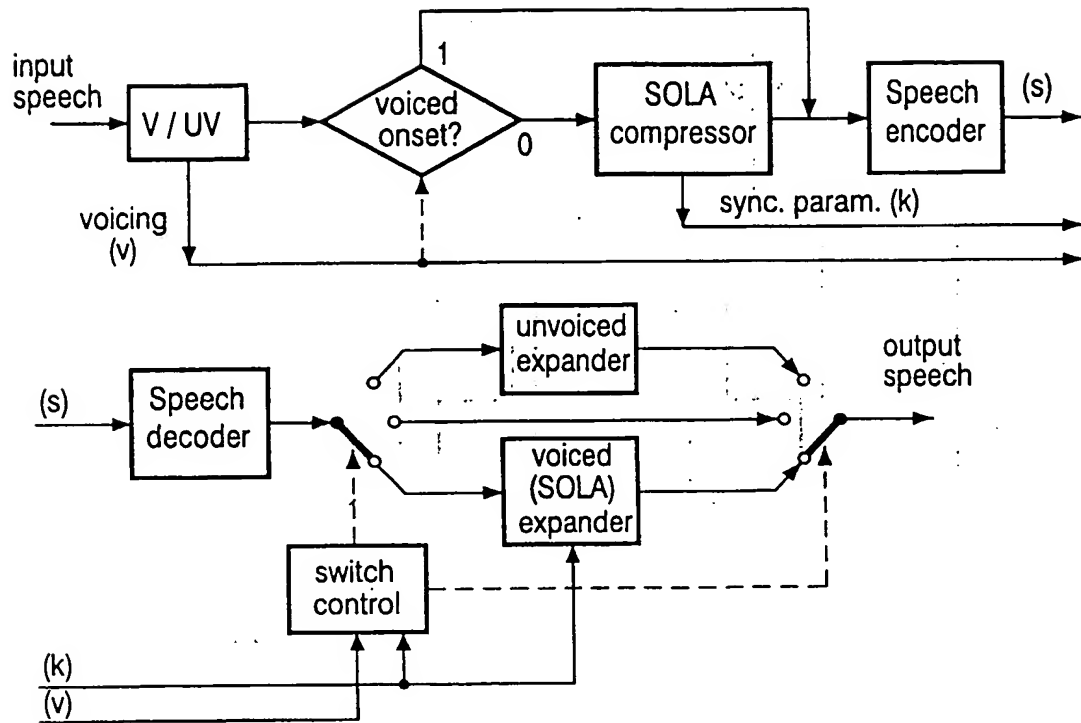 1
input
speech
V / UV
voiced
onset?
0
SOLA
compressor
Speech
encoder
(s)
voicing
(v)
sync. param. (k)
unvoiced
expander
output
speech
(s)
Speech
decoder
voiced
(SOLA)
expander
switch
control
(k)
(v)